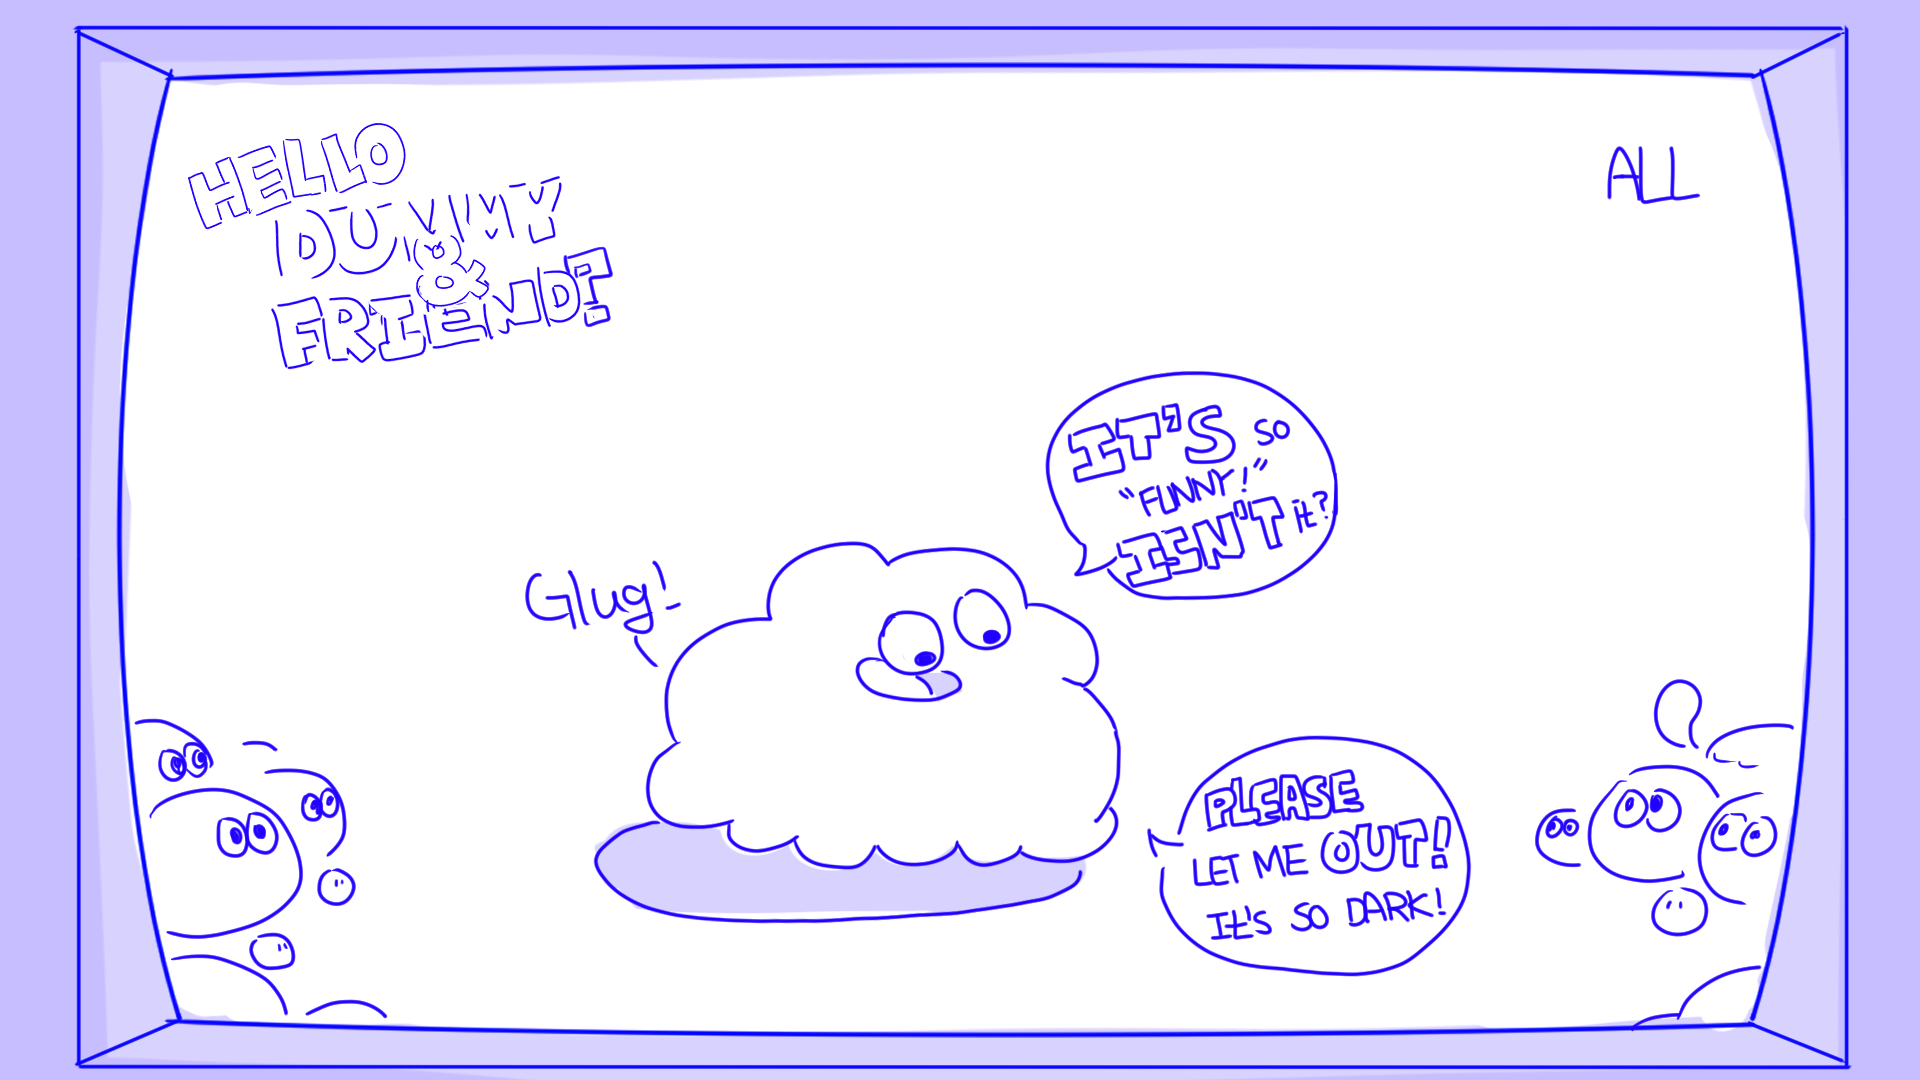 HELLO
DUMMY
&
FRIEND?
ALL
IT'S SO
"FUNNY!"
ISN'T it?
Glug!
PLEASE
LET ME OUT!
It's SO DARK!